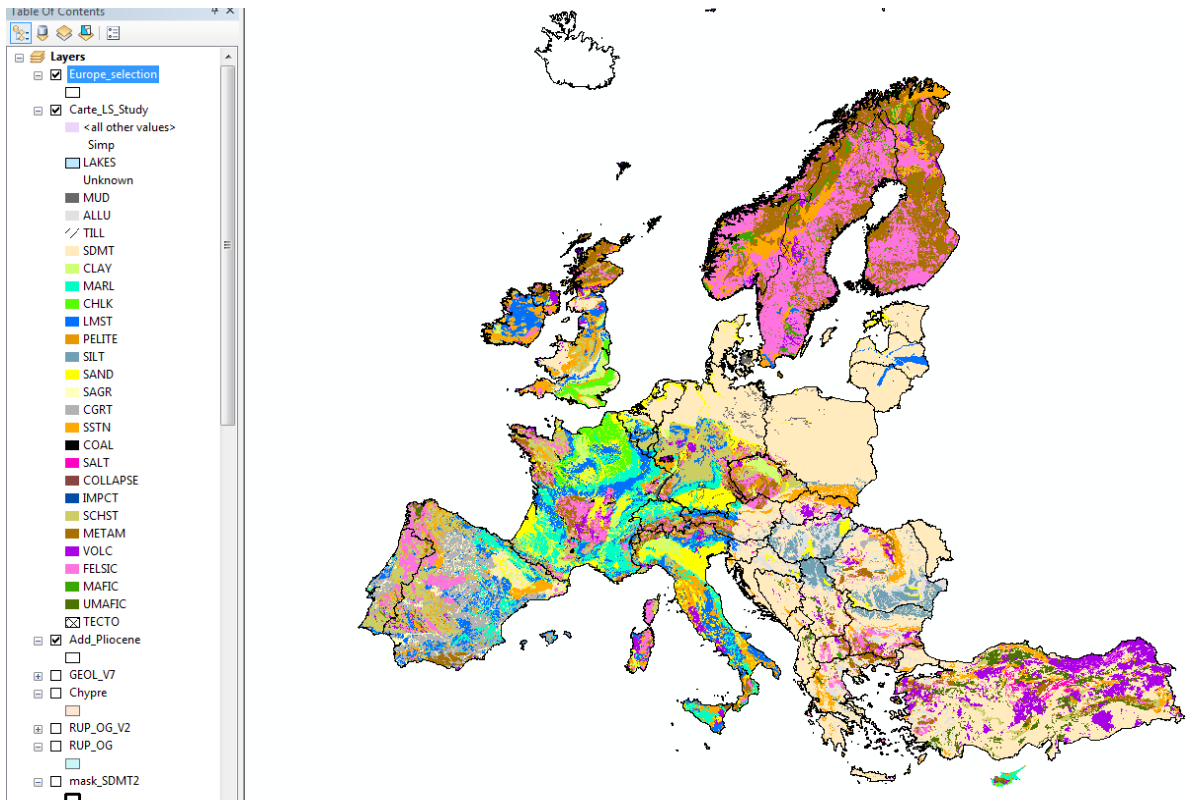 Table Of Contents
Layers
Europe_selection
Carte_LS_Study
<all other values>
Simp
LAKES
Unknown
MUD
ALLU
TILL
SDMT
CLAY
MARL
CHLK
LMST
PELITE
SILT
SAND
SAGR
CGRT
SSTN
COAL
SALT
COLLAPSE
IMPCT
SCHST
METAM
VOLC
FELSIC
MAFIC
UMAFIC
TECTO
Add_Pliocene
GEOL_V7
Chypre
RUP_OG_V2
RUP_OG
mask_SDMT2